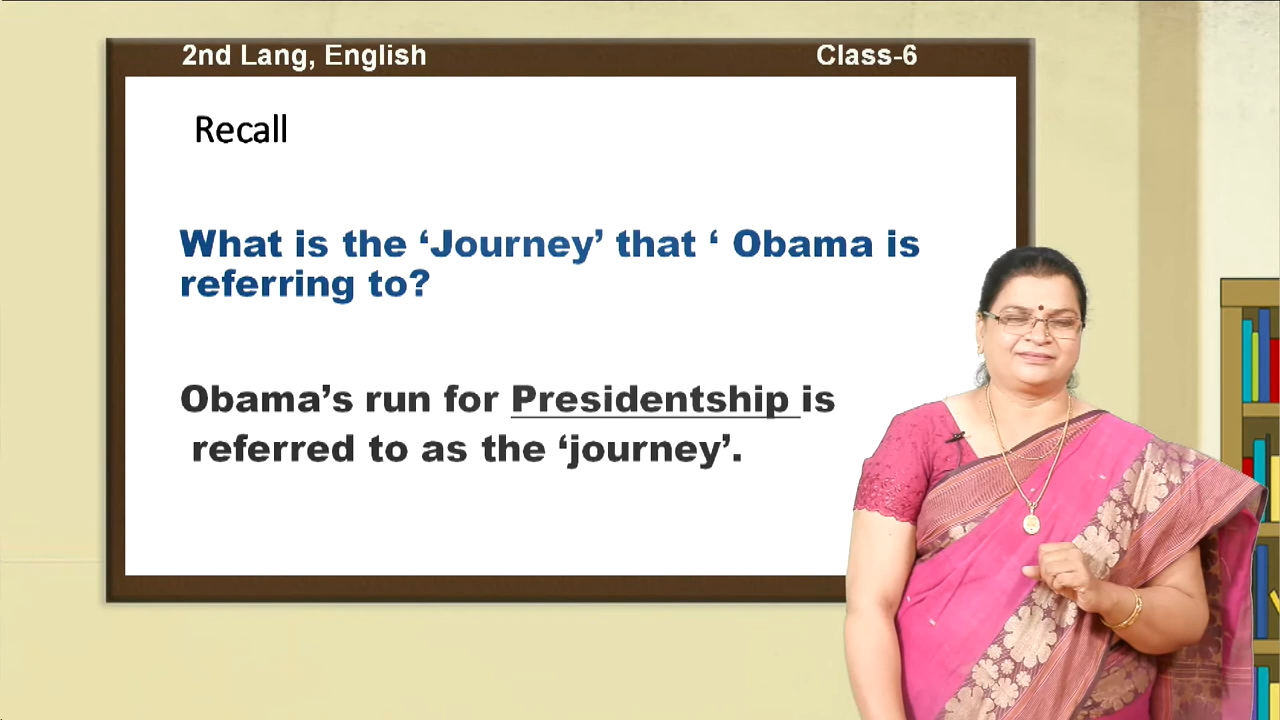 2nd Lang, English Class-6
Recall
What is the ‘Journey’ that ‘ Obama is
referring to?
Obama’s run for Presidentship is
referred to as the ‘journey’.